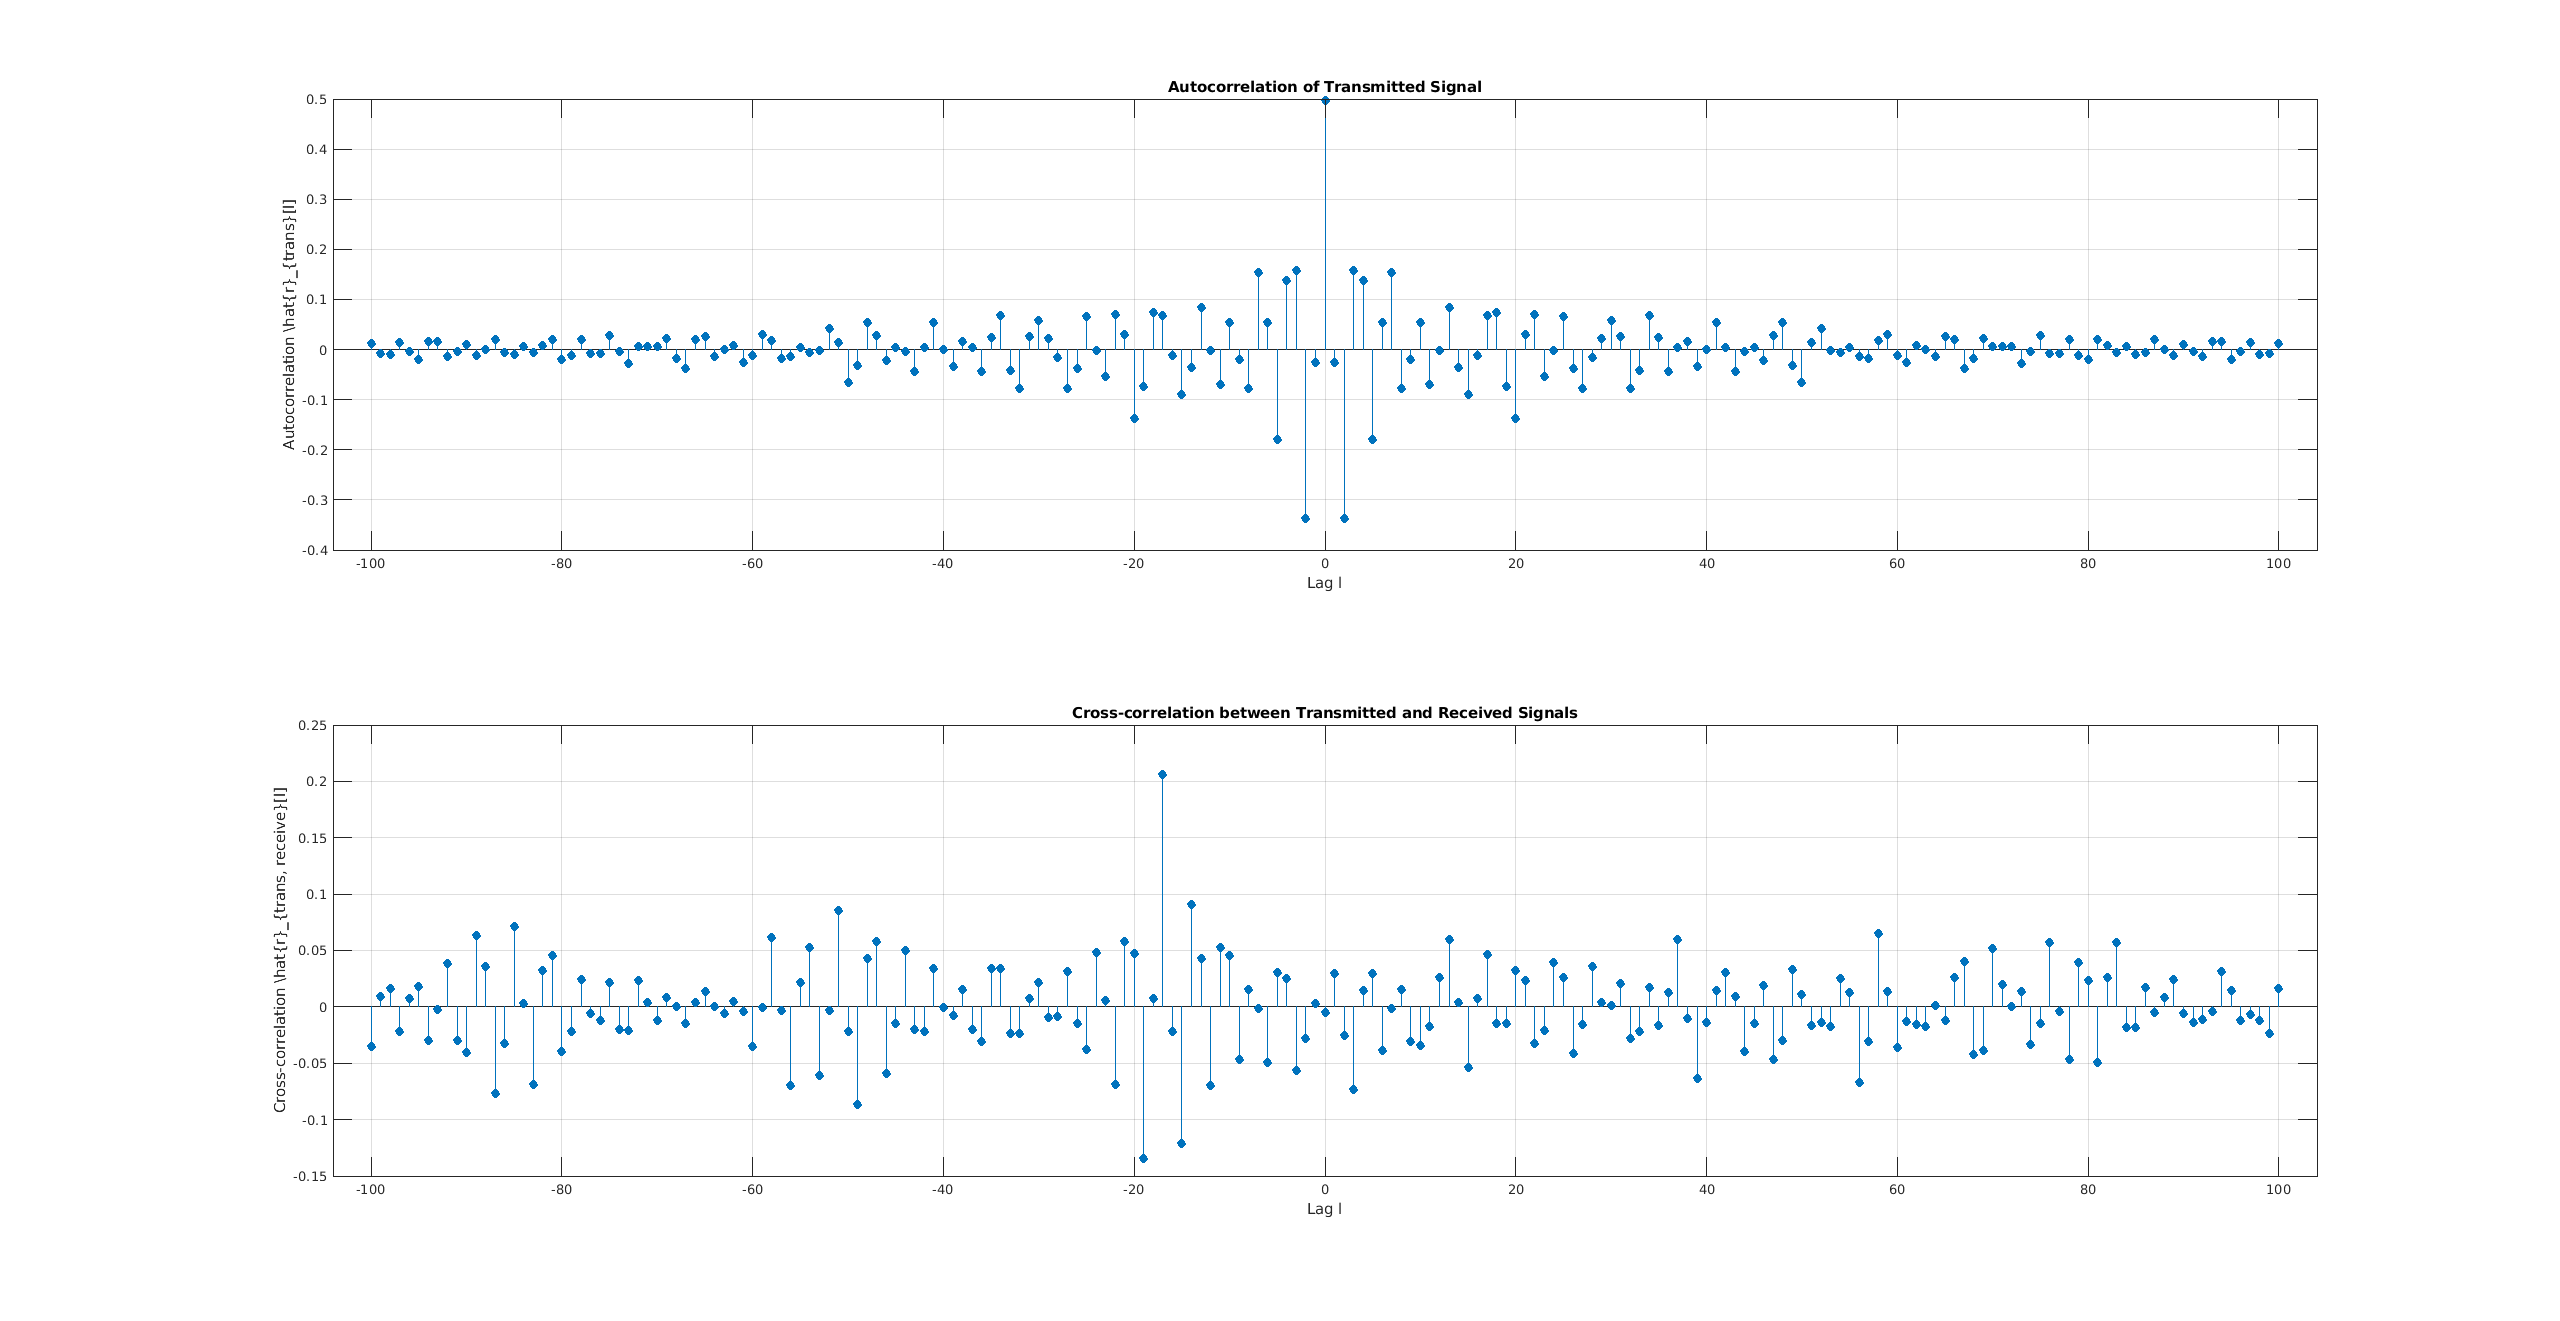 Autocorrelation of Transmitted Signal
Autocorrelation \hat{r}_{trans}[l]
0.5
0.4
0.3
0.2
0.1
0
-0.1
-0.2
-0.3
-0.4
-100 -80 -60 -40 -20 0 20 40 60 80 100
Lag l
Cross-correlation between Transmitted and Received Signals
Cross-correlation \hat{r}_{trans, receive}[l]
0.25
0.2
0.15
0.1
0.05
0
-0.05
-0.1
-0.15
-100 -80 -60 -40 -20 0 20 40 60 80 100
Lag l